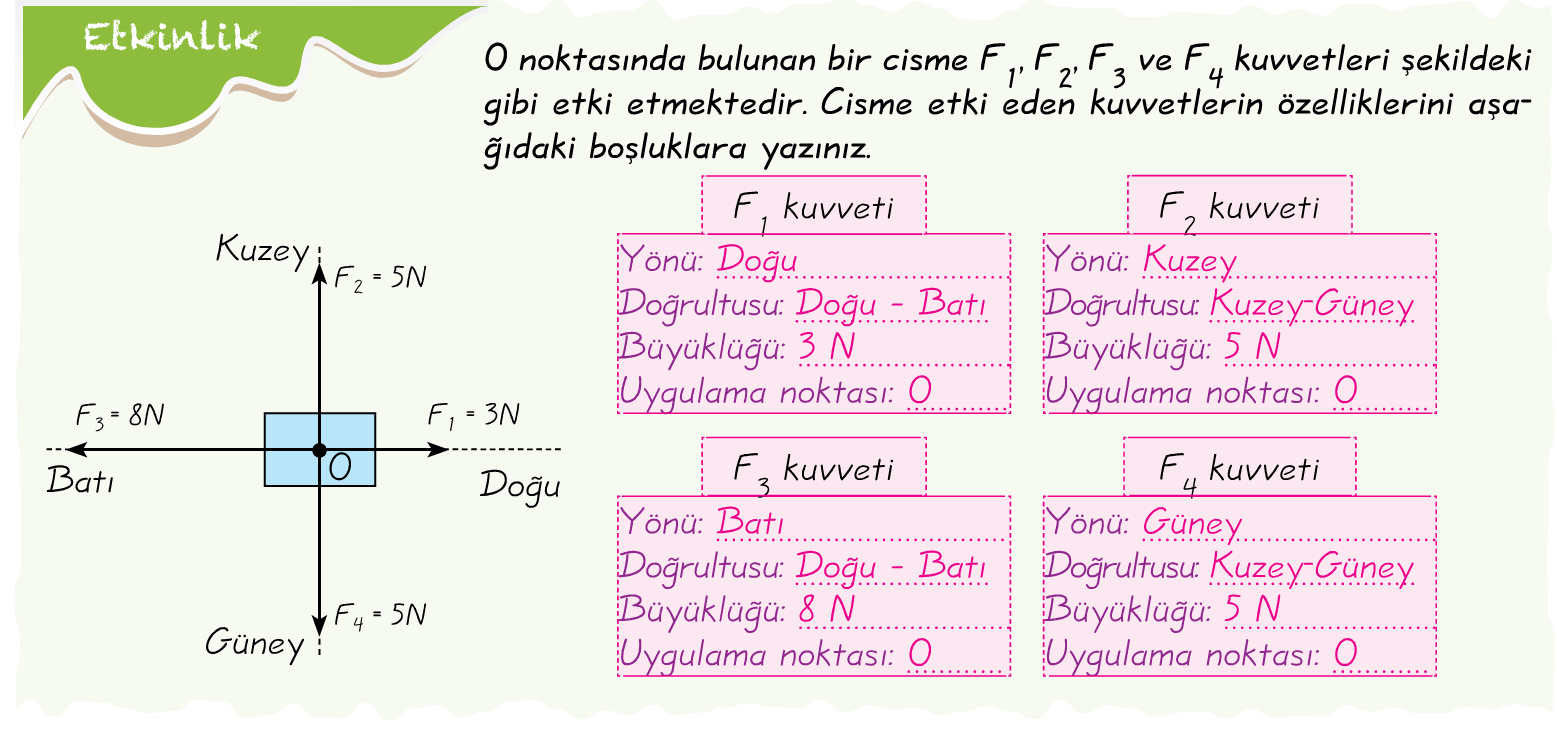 Etkinlik
O noktasında bulunan bir cisme F1, F2, F3 ve F4 kuvvetleri şekildeki
gibi etki etmektedir. Cisme etki eden kuvvetlerin özelliklerini aşa-
ğıdaki boşluklara yazınız.
Kuzey
F2 = 5N
F3 = 8N
F1 = 3N
O
Batı
Doğu
F4 = 5N
Güney
F1 kuvveti
Yönü: Doğu
Doğrultusu: Doğu - Batı
Büyüklüğü: 3 N
Uygulama noktası: O
F2 kuvveti
Yönü: Kuzey
Doğrultusu: Kuzey-Güney
Büyüklüğü: 5 N
Uygulama noktası: O
F3 kuvveti
Yönü: Batı
Doğrultusu: Doğu - Batı
Büyüklüğü: 8 N
Uygulama noktası: O
F4 kuvveti
Yönü: Güney
Doğrultusu: Kuzey-Güney
Büyüklüğü: 5 N
Uygulama noktası: O